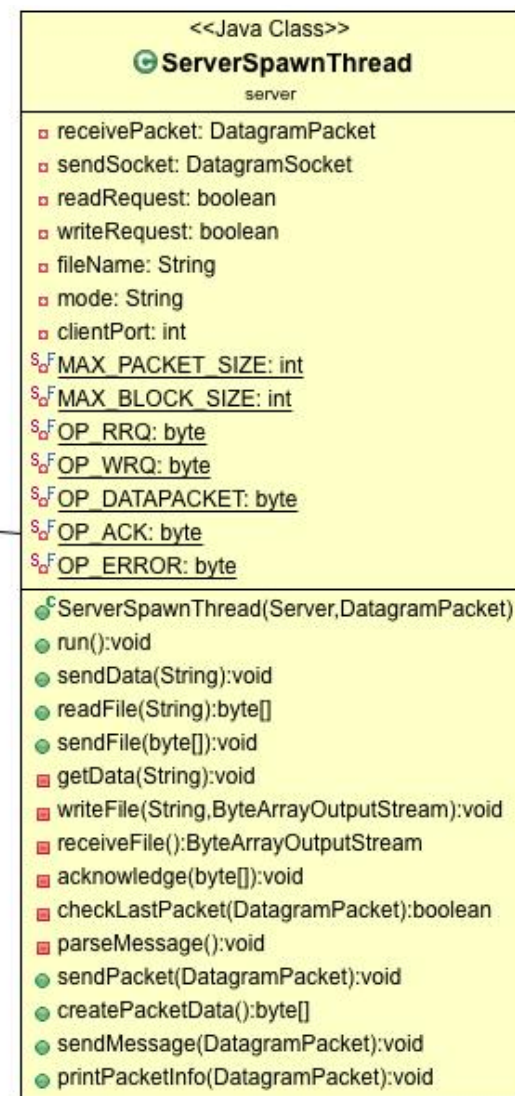 <<Java Class>>
ServerSpawnThread
server
receivePacket: DatagramPacket
sendSocket: DatagramSocket
readRequest: boolean
writeRequest: boolean
fileName: String
mode: String
clientPort: int
MAX_PACKET_SIZE: int
MAX_BLOCK_SIZE: int
OP_RRQ: byte
OP_WRQ: byte
OP_DATAPACKET: byte
OP_ACK: byte
OP_ERROR: byte
ServerSpawnThread(Server,DatagramPacket)
run():void
sendData(String):void
readFile(String):byte[]
sendFile(byte[]):void
getData(String):void
writeFile(String,ByteArrayOutputStream):void
receiveFile():ByteArrayOutputStream
acknowledge(byte[]):void
checkLastPacket(DatagramPacket):boolean
parseMessage():void
sendPacket(DatagramPacket):void
createPacketData():byte[]
sendMessage(DatagramPacket):void
printPacketInfo(DatagramPacket):void